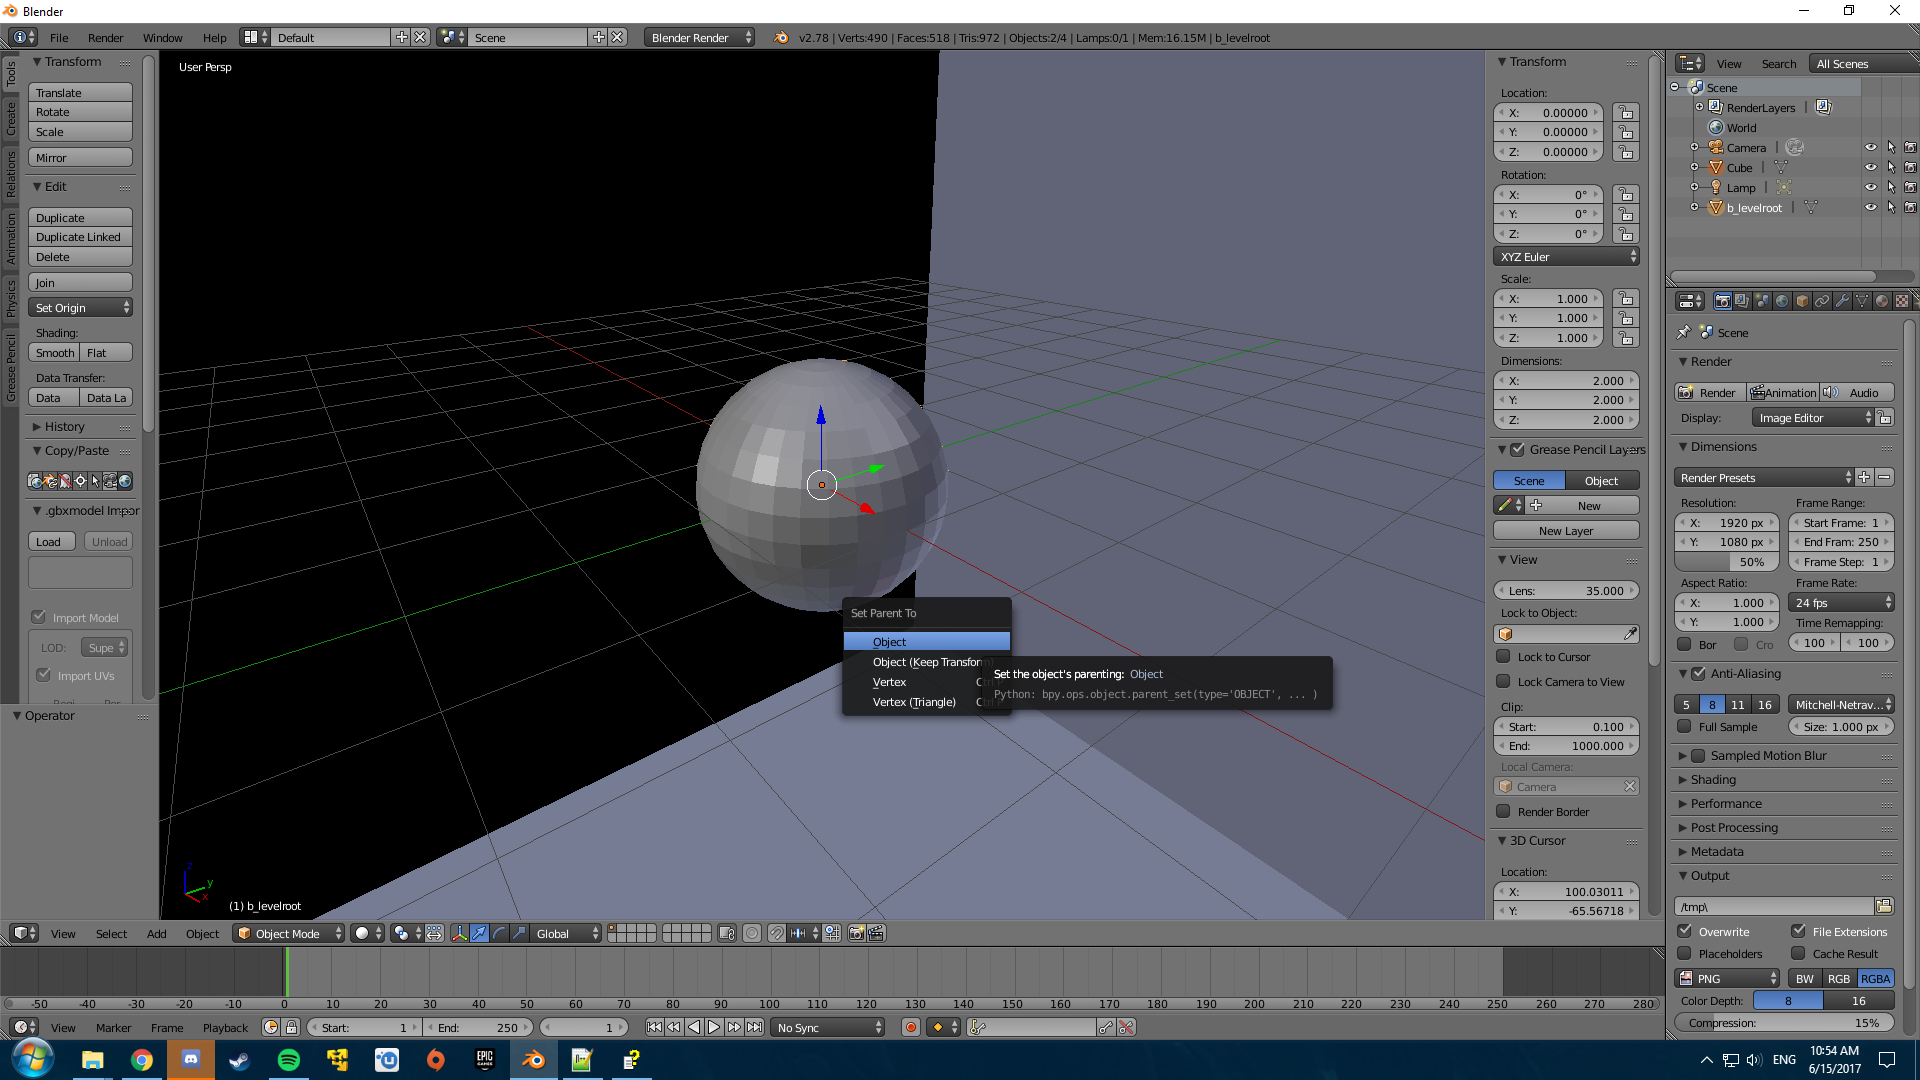 Blender
File Render Window Help Default Scene Blender Render v2.78 | Verts:490 | Faces:518 | Tris:972 | Objects:2/4 | Lamps:0/1 | Mem:16.15M | b_levelroot
Tools
Create
Relations
Animation
Physics
Grease Pencil
Transform
Translate
Rotate
Scale
Mirror
Edit
Duplicate
Duplicate Linked
Delete
Join
Set Origin
Shading:
Smooth Flat
Data Transfer:
Data Data La
History
Copy/Paste
.gbxmodel Impor
Load Unload
Import Model
LOD: Supe
Import UVs
Operator
User Persp
Set Parent To
Object
Object (Keep Transform)
Vertex
Vertex (Triangle)
Set the object's parenting: Object
Python: bpy.ops.object.parent_set(type='OBJECT', ... )
z
y
x
(1) b_levelroot
Transform
Location:
X: 0.00000
Y: 0.00000
Z: 0.00000
Rotation:
X: 0°
Y: 0°
Z: 0°
XYZ Euler
Scale:
X: 1.000
Y: 1.000
Z: 1.000
Dimensions:
X: 2.000
Y: 2.000
Z: 2.000
Grease Pencil Layers
Scene Object
New
New Layer
View
Lens: 35.000
Lock to Object:
Lock to Cursor
Lock Camera to View
Clip:
Start: 0.100
End: 1000.000
Local Camera:
Camera
Render Border
3D Cursor
Location:
X: 100.03011
Y: -65.56718
View Search All Scenes
Scene
RenderLayers
World
Camera
Cube
Lamp
b_levelroot
Scene
Render
Render Animation Audio
Display: Image Editor
Dimensions
Render Presets
Resolution: Frame Range:
X: 1920 px Start Frame: 1
Y: 1080 px End Fram: 250
50% Frame Step: 1
Aspect Ratio: Frame Rate:
X: 1.000 24 fps
Y: 1.000 Time Remapping:
Bor Cro 100 100
Anti-Aliasing
5 8 11 16 Mitchell-Netrav...
Full Sample Size: 1.000 px
Sampled Motion Blur
Shading
Performance
Post Processing
Metadata
Output
/tmp\
Overwrite File Extensions
Placeholders Cache Result
PNG BW RGB RGBA
Color Depth: 8 16
Compression: 15%
View Select Add Object Object Mode Global
-50 -40 -30 -20 -10 0 10 20 30 40 50 60 70 80 90 100 110 120 130 140 150 160 170 180 190 200 210 220 230 240 250 260 270 280
View Marker Frame Playback Start: 1 End: 250 1 No Sync
EPIC GAMES
ENG
10:54 AM
6/15/2017